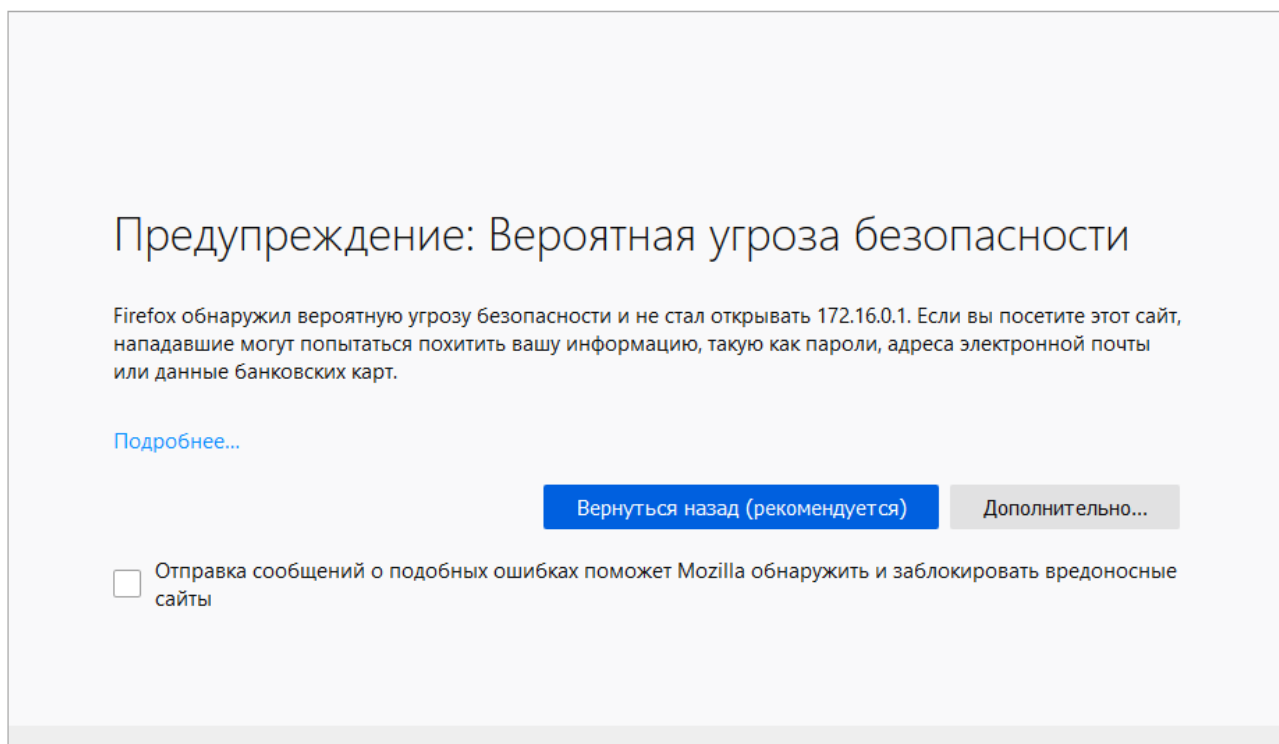 Предупреждение: Вероятная угроза безопасности
Firefox обнаружил вероятную угрозу безопасности и не стал открывать 172.16.0.1. Если вы посетите этот сайт,
нападавшие могут попытаться похитить вашу информацию, такую как пароли, адреса электронной почты
или данные банковских карт.
Подробнее...
Вернуться назад (рекомендуется)
Дополнительно...
Отправка сообщений о подобных ошибках поможет Mozilla обнаружить и заблокировать вредоносные
сайты